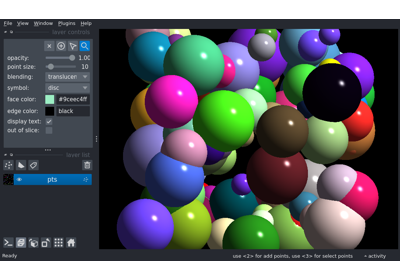 File View Window Plugins Help
layer controls
opacity: 1.00
point size: 10
blending: translucen
symbol: disc
face color: #9ceec4ff
edge color: black
display text:
out of slice:
layer list
pts
Ready use <2> for add points, use <3> for select points activity